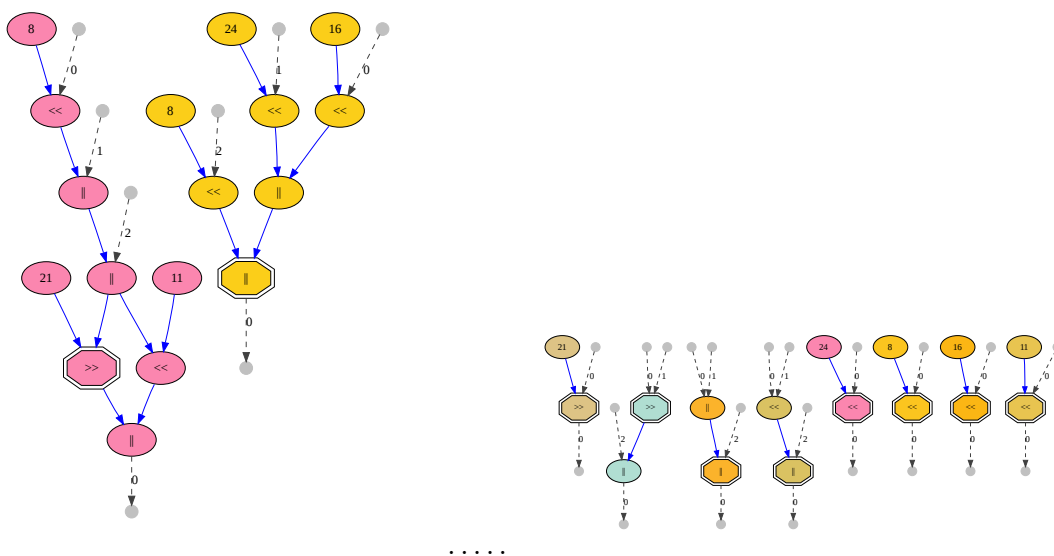 8 24 16
0 1 0
<< << <<
8
1 2
|| << ||
2
21 || 11 ||
0
>> <<
21 24 8 16 11
0 0 1 0 1 0 1 0 0 0 0
>> >> || << << << << <<
|| 0 2 2 2 0 0 0 0
|| || ||
0
0 0 0
.....